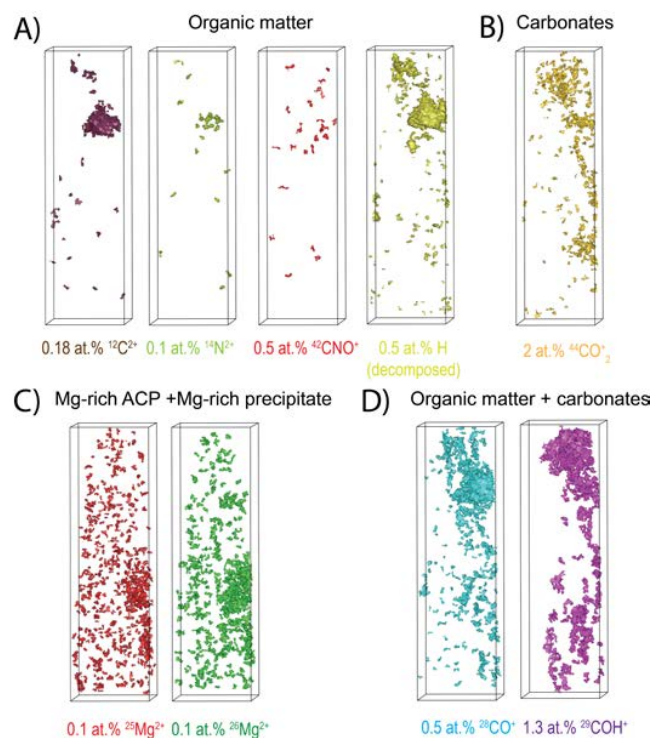 A) Organic matter
B) Carbonates
0.18 at.% ¹²C²⁺ 0.1 at.% ¹⁴N²⁺ 0.5 at.% ⁴²CNO⁺ 0.5 at.% H 2 at.% ⁴⁴CO⁺₂
(decomposed)
C) Mg-rich ACP +Mg-rich precipitate
D) Organic matter + carbonates
0.1 at.% ²⁵Mg²⁺ 0.1 at.% ²⁶Mg²⁺ 0.5 at.% ²⁸CO⁺ 1.3 at.% ²⁹COH⁺